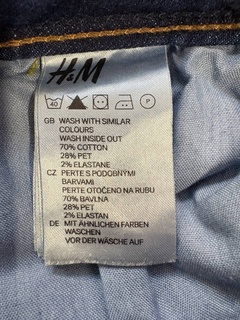 H&M
40
P
GB WASH WITH SIMILAR
COLOURS
WASH INSIDE OUT
70% COTTON
28% PET
2% ELASTANE
CZ PERTE S PODOBNÝMI
BARVAMI
PERTE OTOČENO NA RUBU
70% BAVLNA
28% PET
2% ELASTAN
DE MIT ÄHNLICHEN FARBEN
WASCHEN
VOR DER WÄSCHE AUF